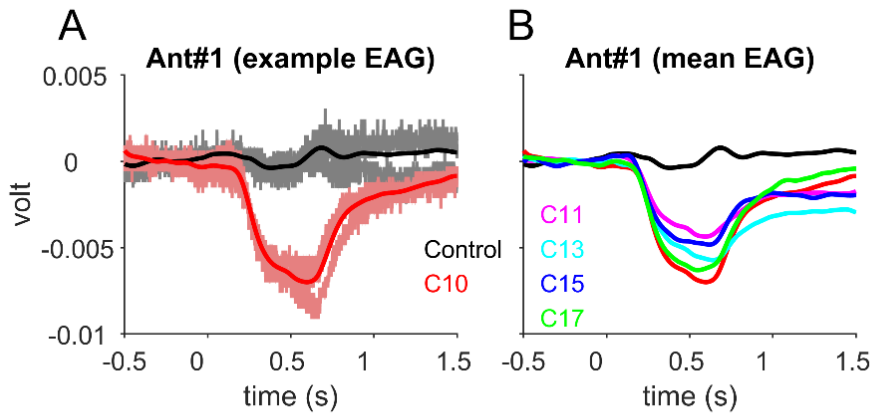 A
Ant#1 (example EAG)
0.005
0
-0.005
-0.01
volt
Control
C10
-0.5
0
0.5
1
1.5
time (s)
B
Ant#1 (mean EAG)
C11
C13
C15
C17
-0.5
0
0.5
1
1.5
time (s)